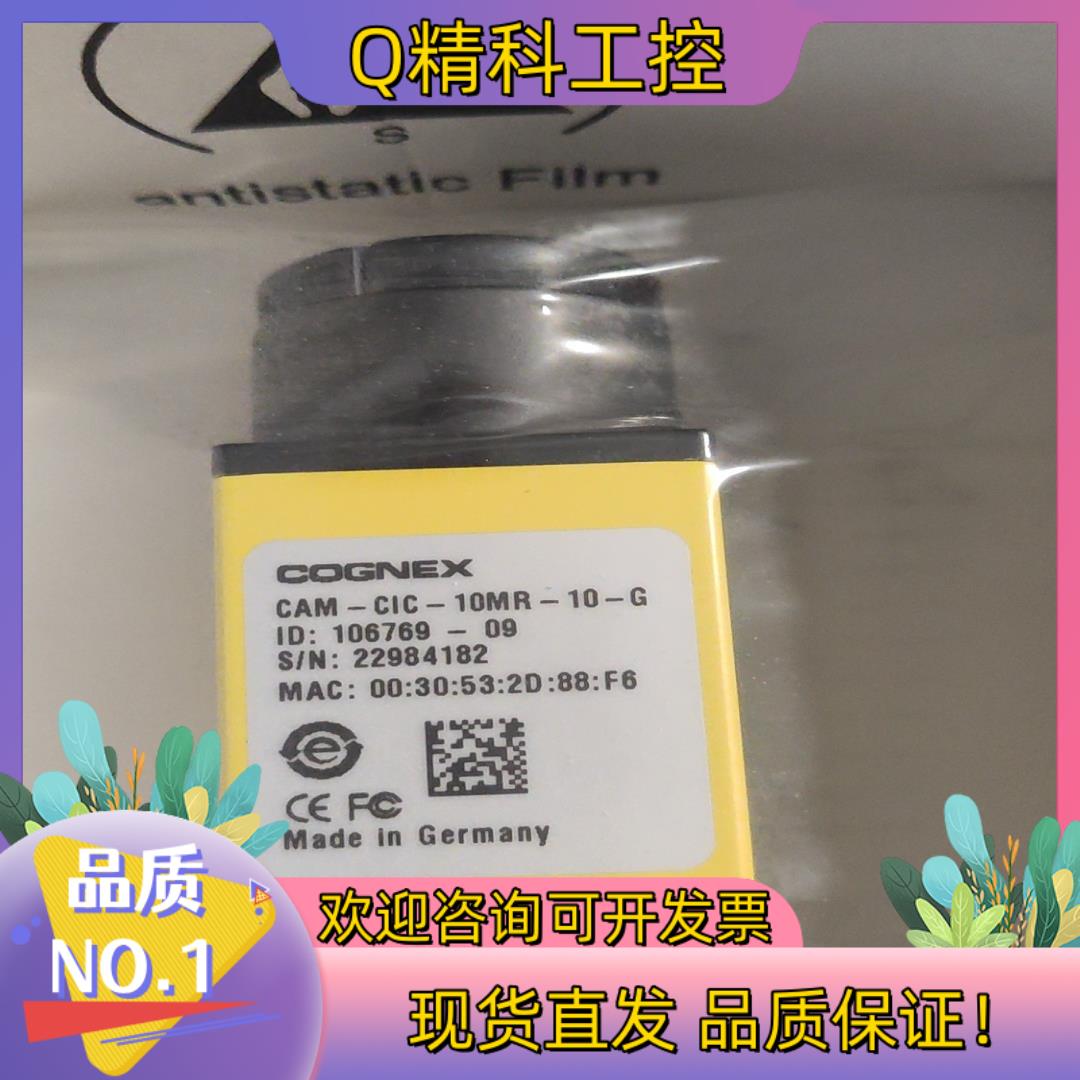 Q精科工控
S
antistatic Film
COGNEX
CAM-CIC-10MR-10-G
ID: 106769 - 09
S/N: 22984182
MAC: 00:30:53:2D:88:F6
e
CE FC
Made in Germany
品质
NO.1
欢迎咨询可开发票
现货直发 品质保证!